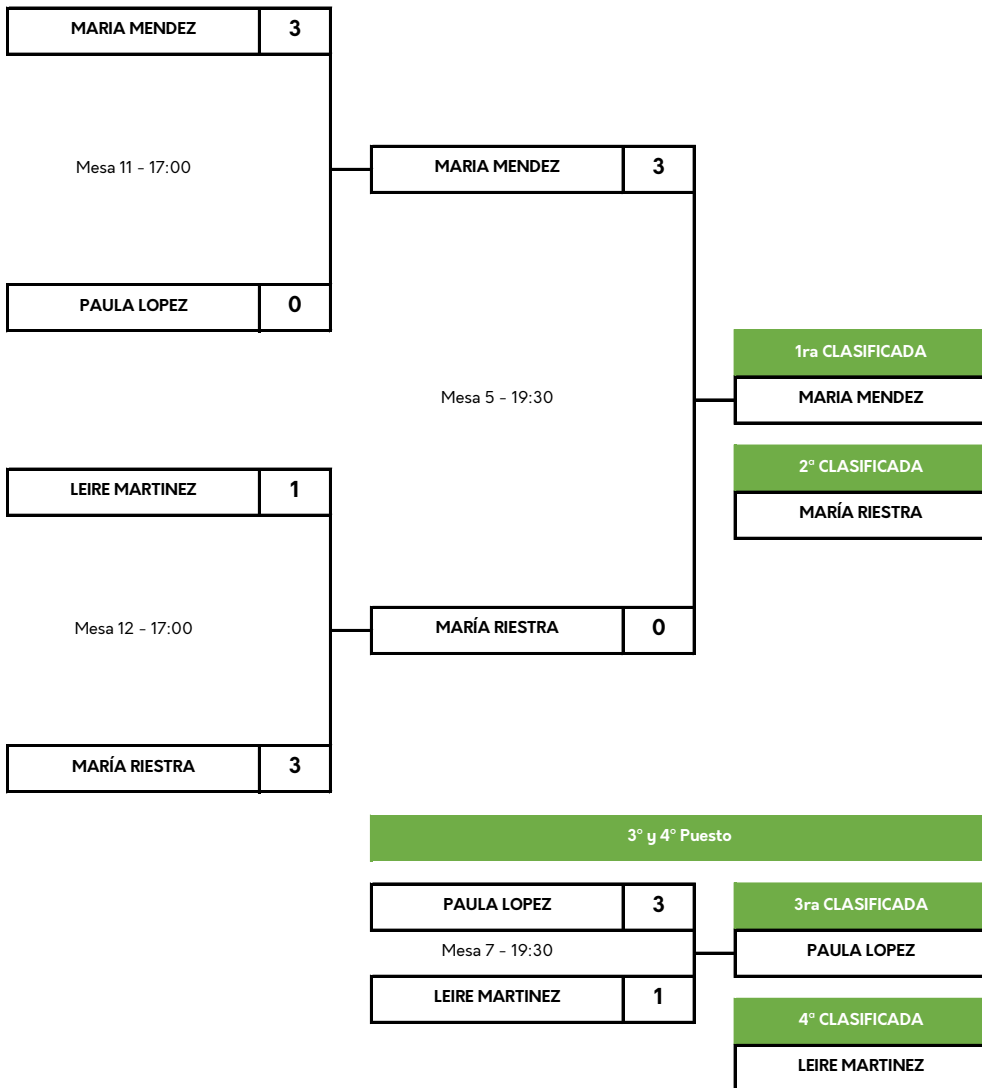 MARIA MENDEZ 3
Mesa 11 - 17:00
MARIA MENDEZ 3
PAULA LOPEZ 0
1ra CLASIFICADA
Mesa 5 - 19:30
MARIA MENDEZ
2ª CLASIFICADA
LEIRE MARTINEZ 1
MARÍA RIESTRA
Mesa 12 - 17:00
MARÍA RIESTRA 0
MARÍA RIESTRA 3
3º y 4º Puesto
PAULA LOPEZ 3
3ra CLASIFICADA
Mesa 7 - 19:30
PAULA LOPEZ
LEIRE MARTINEZ 1
4ª CLASIFICADA
LEIRE MARTINEZ